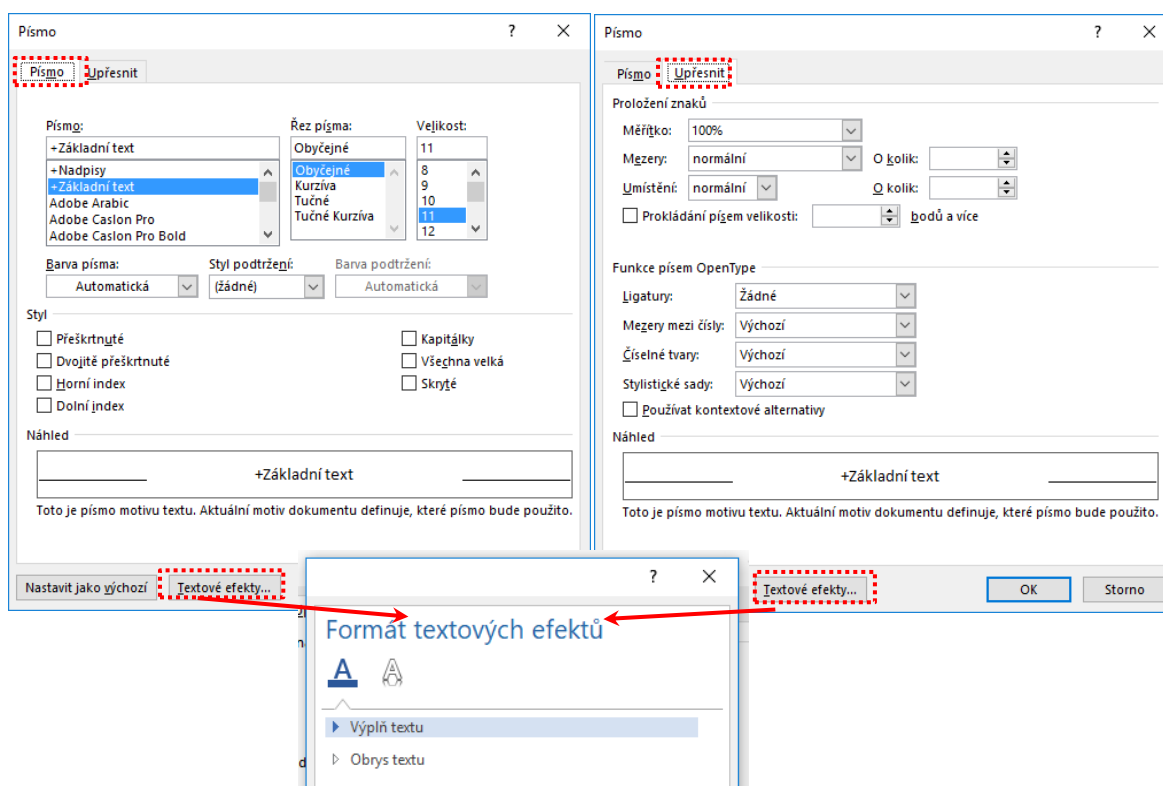 Písmo ? ✕
Písmo Upřesnit
Písmo: Řez písma: Velikost:
+Základní text Obyčejné 11
+Nadpisy Obyčejné 8
+Základní text Kurzíva 9
Adobe Arabic Tučné 10
Adobe Caslon Pro Tučné Kurzíva 11
Adobe Caslon Pro Bold 12
Barva písma: Styl podtržení: Barva podtržení:
Automatická (žádné) Automatická
Styl
Přeškrtnuté Kapitálky
Dvojitě přeškrtnuté Všechna velká
Horní index Skryté
Dolní index
Náhled
+Základní text
Toto je písmo motivu textu. Aktuální motiv dokumentu definuje, které písmo bude použito.
Nastavit jako výchozí Textové efekty...
Písmo ? ✕
Písmo Upřesnit
Proložení znaků
Měřítko: 100%
Mezery: normální O kolik:
Umístění: normální O kolik:
Prokládání písem velikosti: bodů a více
Funkce písem OpenType
Ligatury: Žádné
Mezery mezi čísly: Výchozí
Číselné tvary: Výchozí
Stylistické sady: Výchozí
Používat kontextové alternativy
Náhled
+Základní text
Toto je písmo motivu textu. Aktuální motiv dokumentu definuje, které písmo bude použito.
Textové efekty... OK Storno
? ✕
Formát textových efektů
A A
Výplň textu
Obrys textu